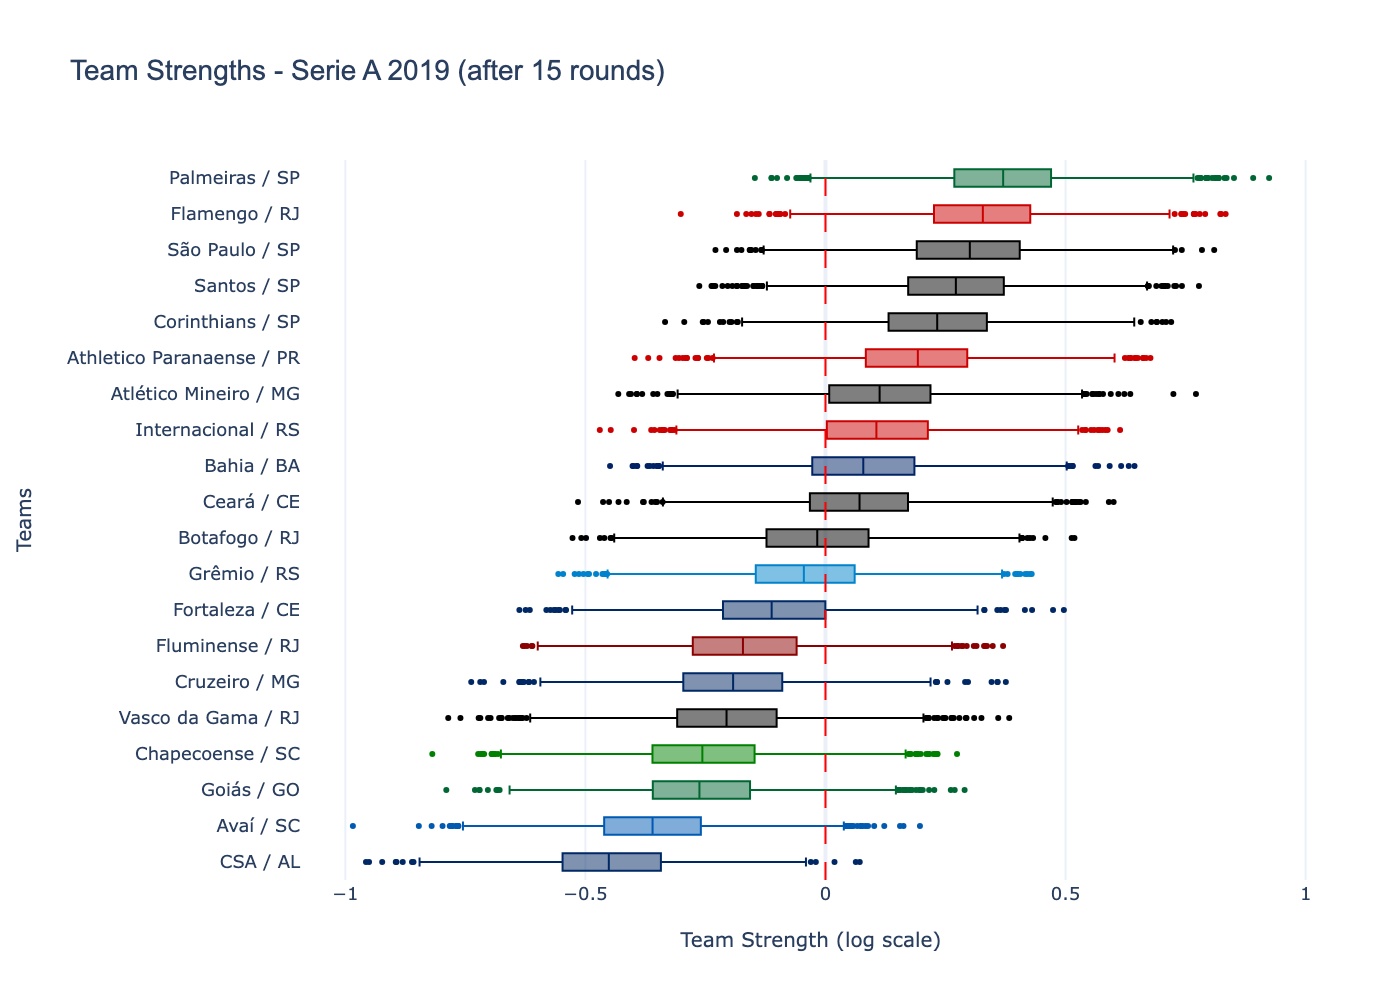 Team Strengths - Serie A 2019 (after 15 rounds)
Palmeiras / SP
Flamengo / RJ
São Paulo / SP
Santos / SP
Corinthians / SP
Athletico Paranaense / PR
Atlético Mineiro / MG
Internacional / RS
Bahia / BA
Ceará / CE
Botafogo / RJ
Grêmio / RS
Fortaleza / CE
Fluminense / RJ
Cruzeiro / MG
Vasco da Gama / RJ
Chapecoense / SC
Goiás / GO
Avaí / SC
CSA / AL
Teams
−1 −0.5 0 0.5 1
Team Strength (log scale)